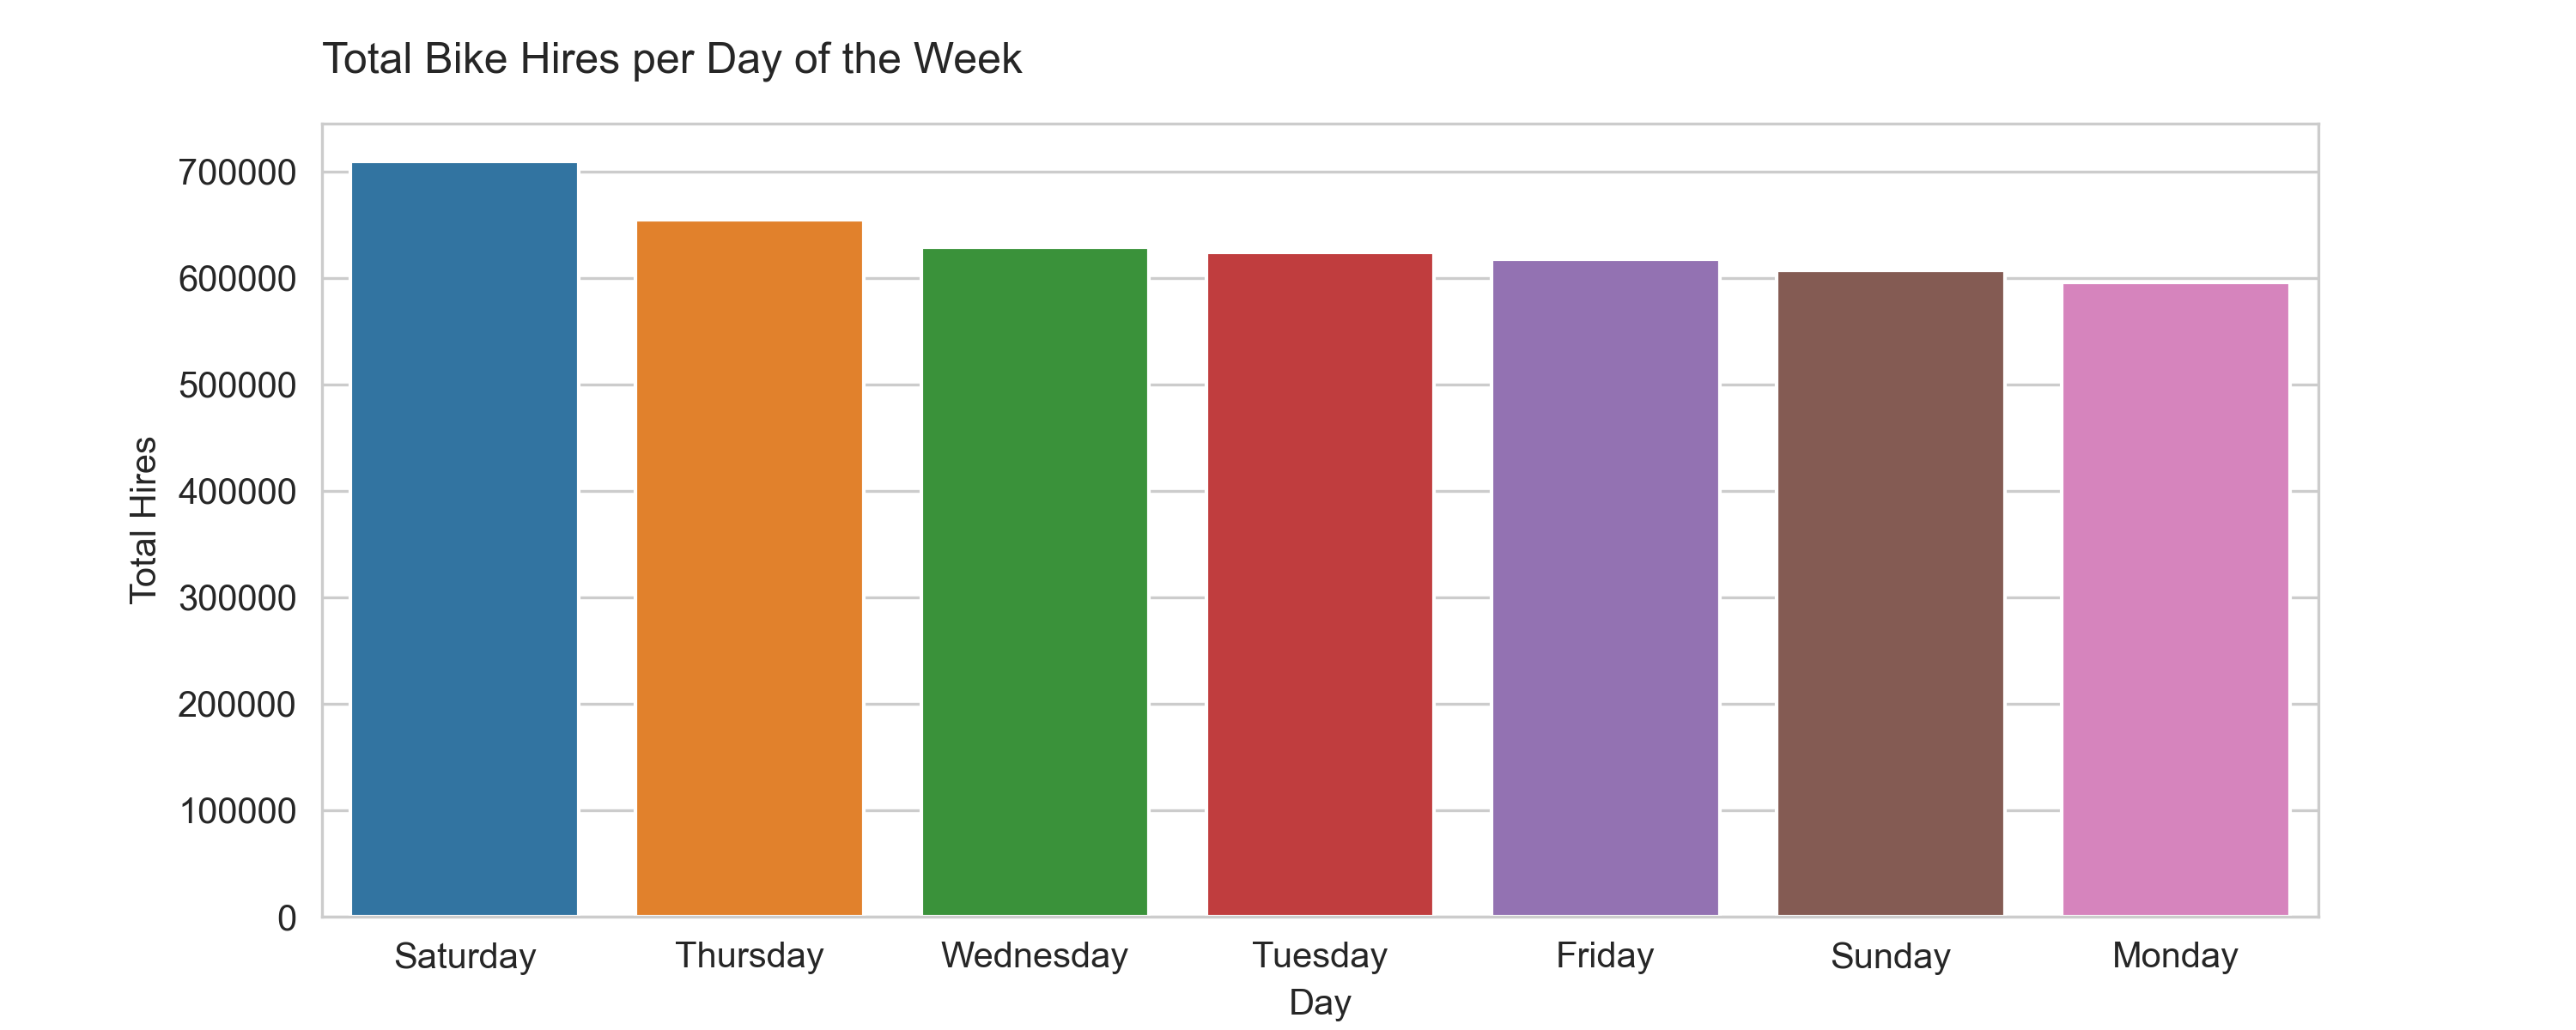 Total Bike Hires per Day of the Week
700000
600000
500000
400000
300000
200000
100000
0
Total Hires
Saturday Thursday Wednesday Tuesday Friday Sunday Monday
Day